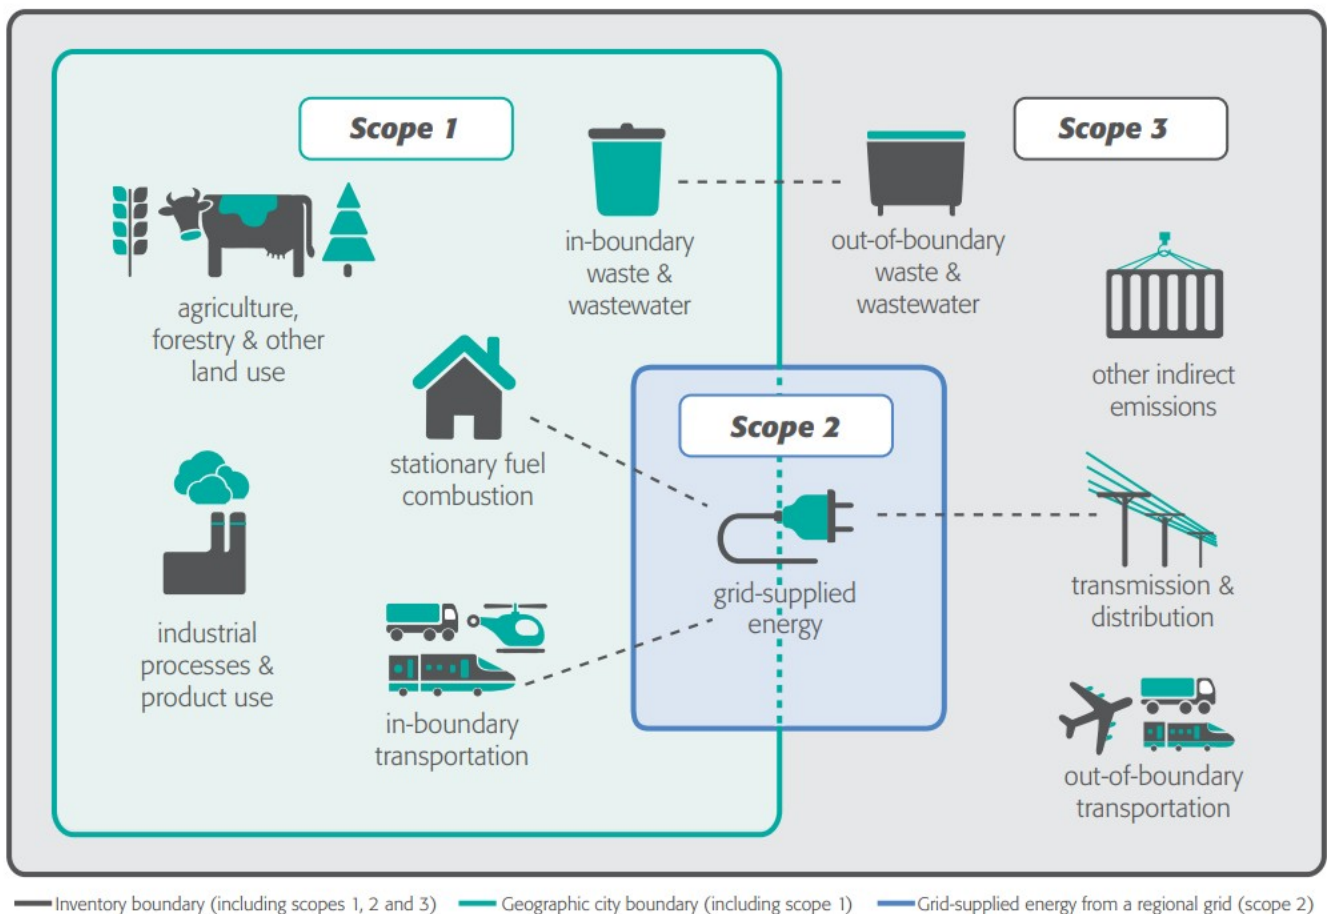 Scope 1
Scope 3
in-boundary
waste &
wastewater
out-of-boundary
waste &
wastewater
agriculture,
forestry & other
land use
other indirect
emissions
Scope 2
stationary fuel
combustion
grid-supplied
energy
transmission &
distribution
industrial
processes &
product use
in-boundary
transportation
out-of-boundary
transportation
Inventory boundary (including scopes 1, 2 and 3)
Geographic city boundary (including scope 1)
Grid-supplied energy from a regional grid (scope 2)